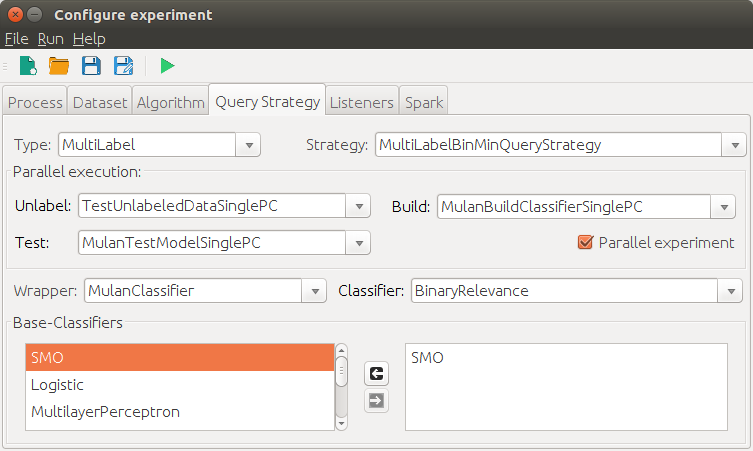 Configure experiment
File Run Help
Process Dataset Algorithm Query Strategy Listeners Spark
Type: MultiLabel Strategy: MultiLabelBinMinQueryStrategy
Parallel execution:
Unlabel: TestUnlabeledDataSinglePC Build: MulanBuildClassifierSinglePC
Test: MulanTestModelSinglePC Parallel experiment
Wrapper: MulanClassifier Classifier: BinaryRelevance
Base-Classifiers
SMO SMO
Logistic
MultilayerPerceptron